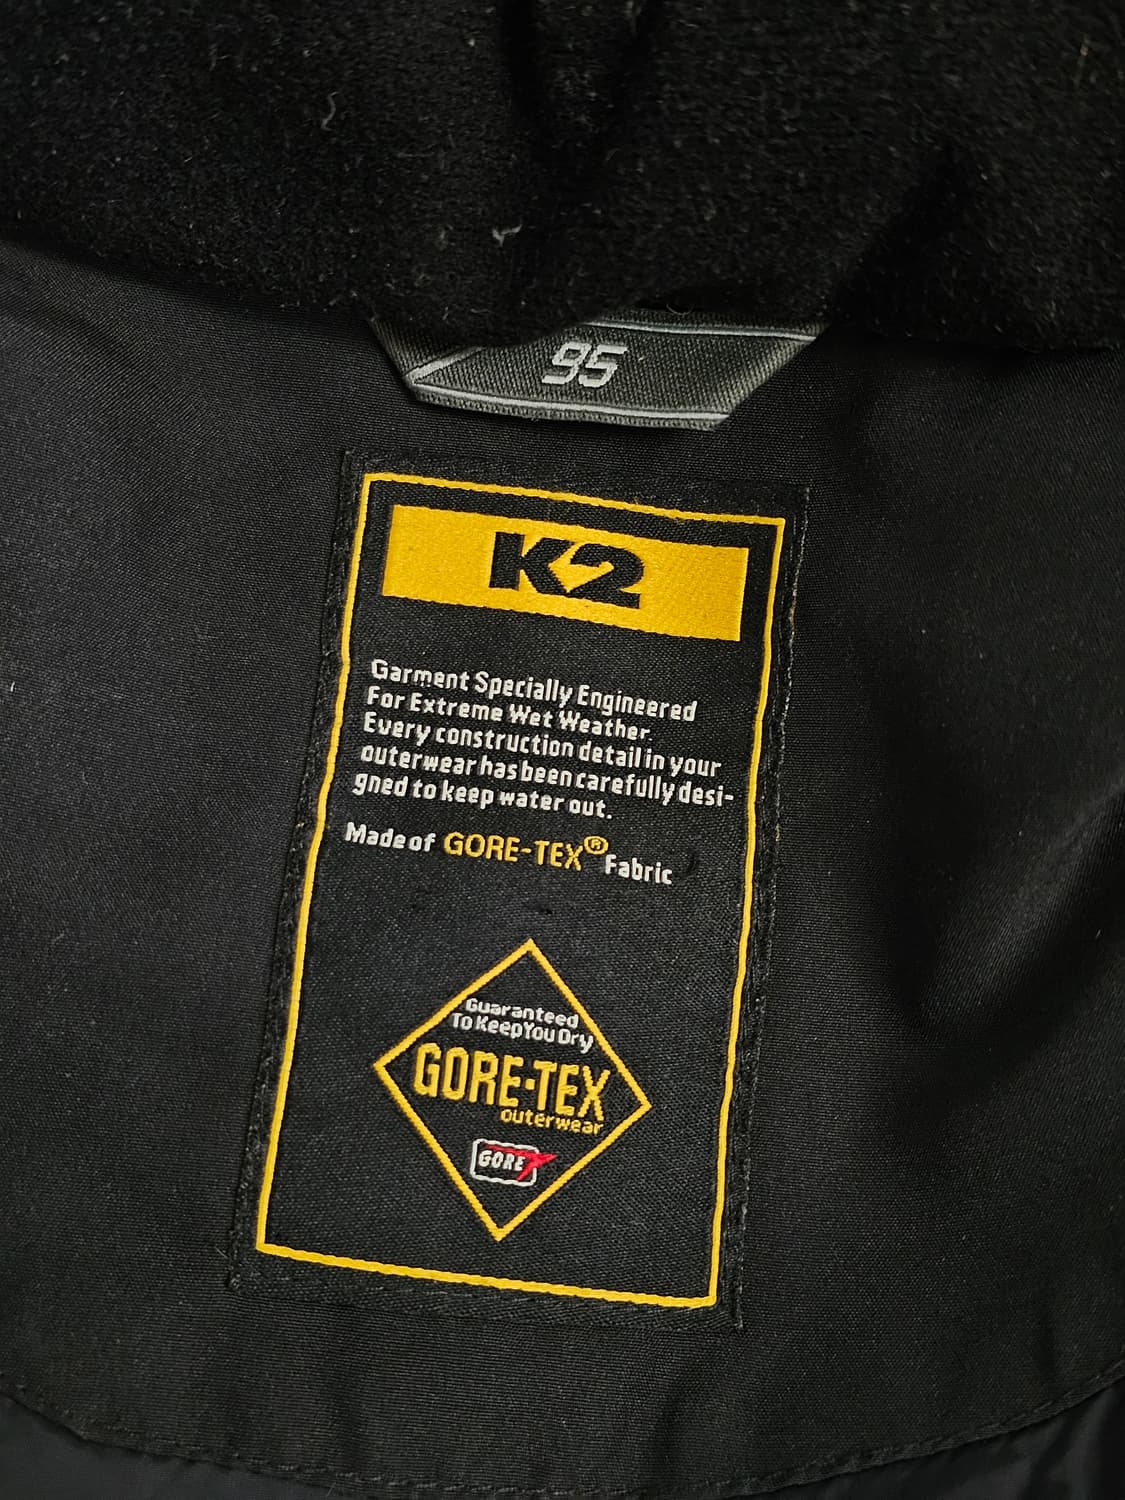 95
K2
Garment Specially Engineered
For Extreme Wet Weather.
Every construction detail in your
outerwear has been carefully desi-
gned to keep water out.
Made of GORE-TEX® Fabric
Guaranteed
To Keep You Dry
GORE-TEX
outerwear
GORE